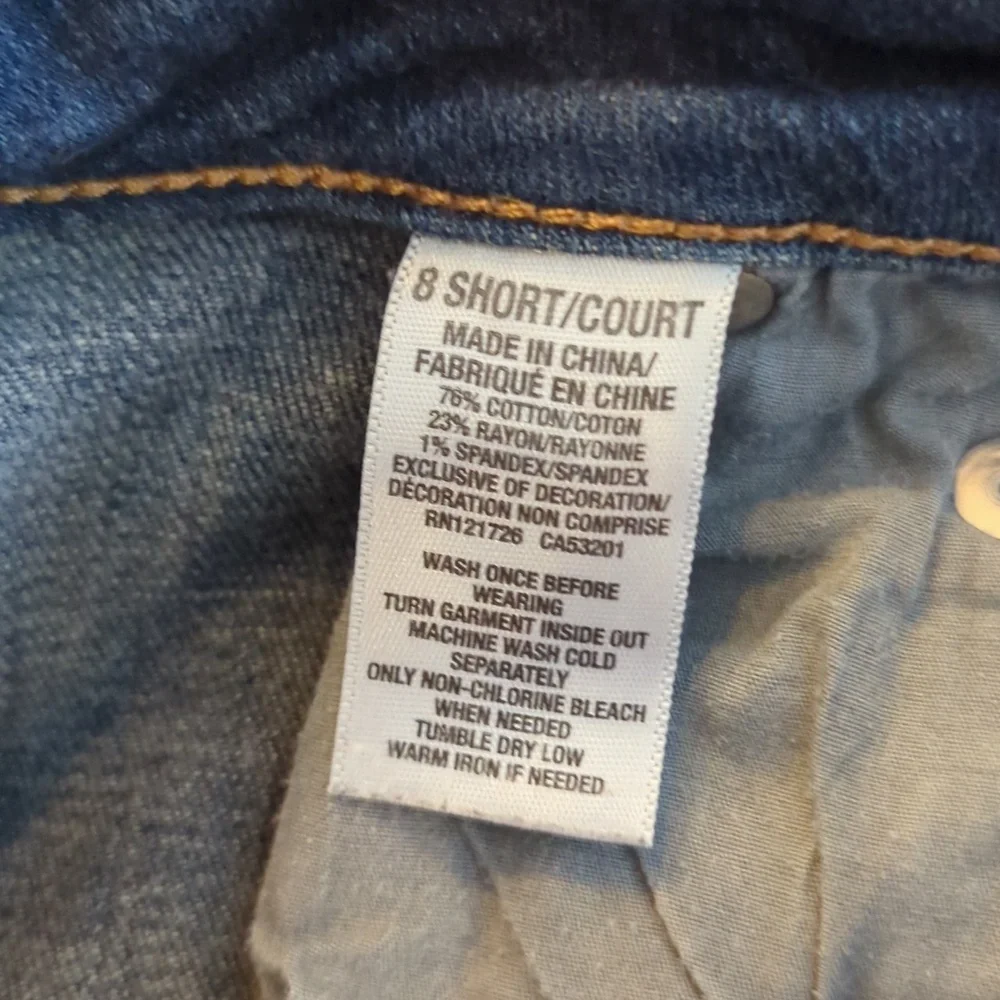 8 SHORT/COURT
MADE IN CHINA/
FABRIQUÉ EN CHINE
76% COTTON/COTON
23% RAYON/RAYONNE
1% SPANDEX/SPANDEX
EXCLUSIVE OF DECORATION/
DÉCORATION NON COMPRISE
RN121726 CA53201
WASH ONCE BEFORE
WEARING
TURN GARMENT INSIDE OUT
MACHINE WASH COLD
SEPARATELY
ONLY NON-CHLORINE BLEACH
WHEN NEEDED
TUMBLE DRY LOW
WARM IRON IF NEEDED